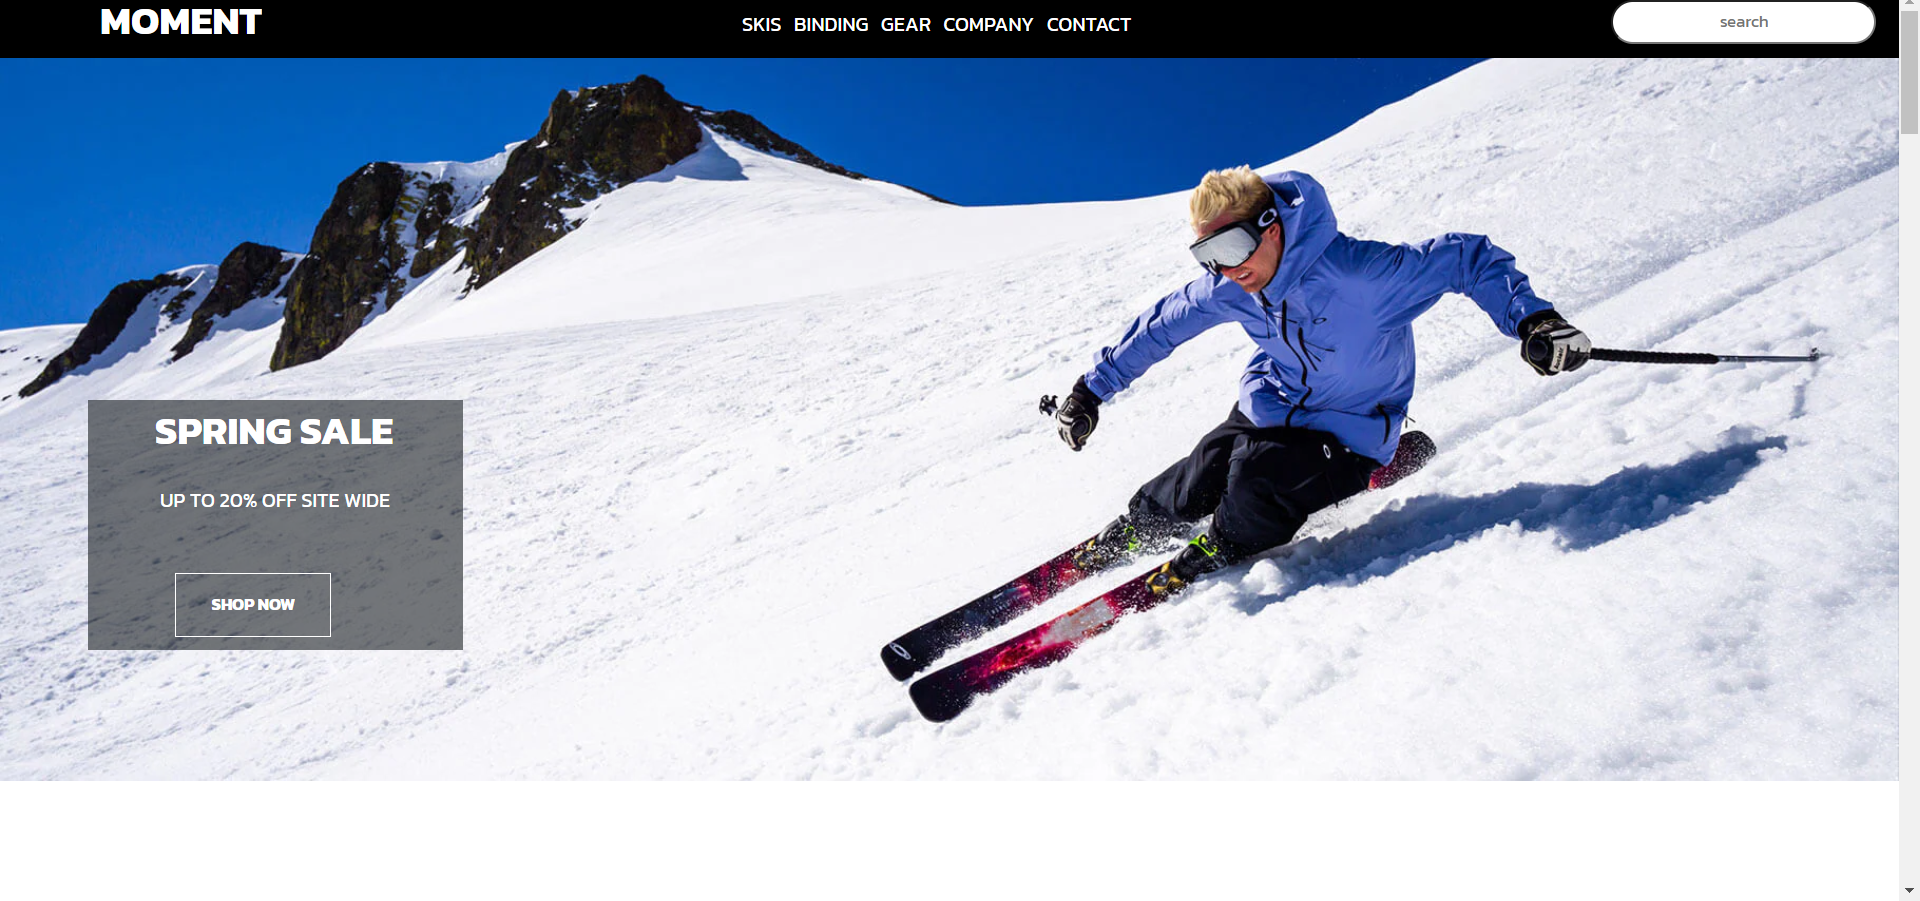 MOMENT
SKIS BINDING GEAR COMPANY CONTACT
search
SPRING SALE
UP TO 20% OFF SITE WIDE
SHOP NOW